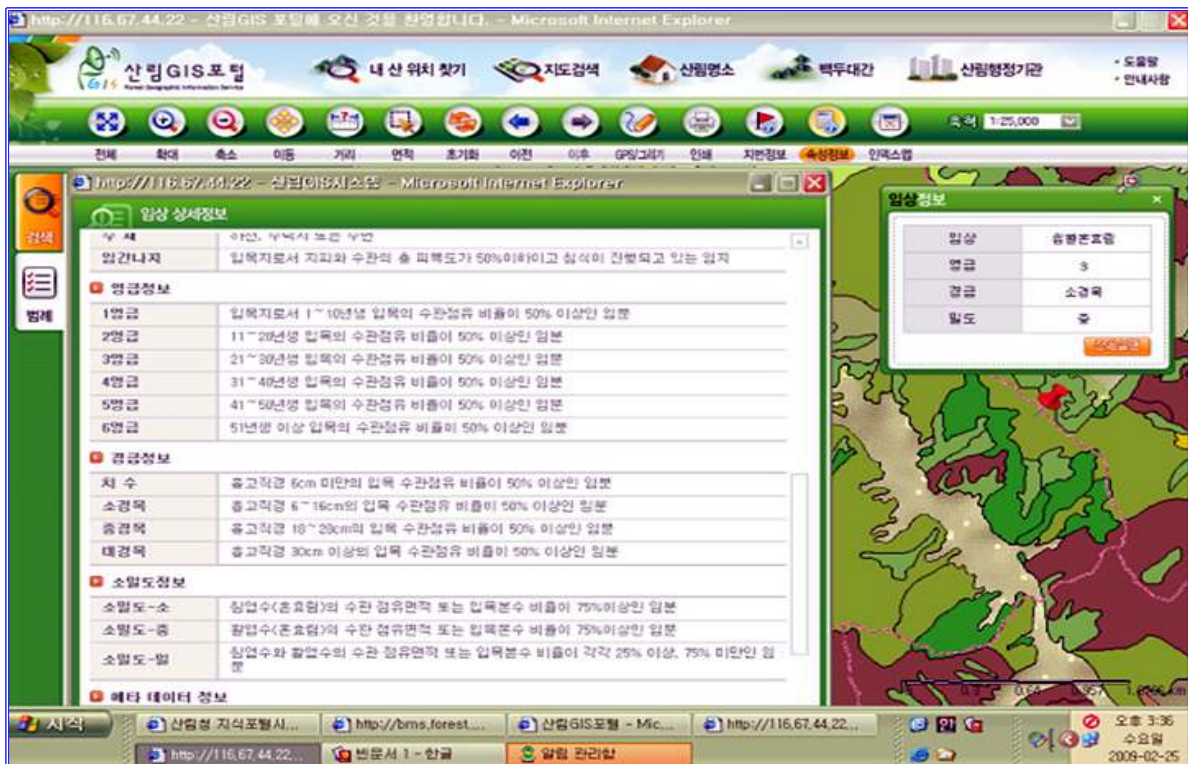 http://116.67.44.22 - 산림GIS 포털에 오신 것을 환영합니다. - Microsoft Internet Explorer
산림GIS포털
Forest Geographic Information Service
내 산 위치 찾기
지도검색
산림명소
백두대간
산림행정기관
· 도움말
· 안내사항
축척 1:25,000
전체 확대 축소 이동 거리 면적 초기화 이전 이후 GPS/그리기 인쇄 지번정보 속성정보 인덱스맵
검색
범례
http://116.67.44.22 - 산림GIS시스템 - Microsoft Internet Explorer
임상 상세정보
임간나지 입목지로서 지피와 수관의 총 피복도가 50%이하이고 침식이 진행되고 있는 임지
영급정보
1영급 입목지로서 1~10년생 입목의 수관점유 비율이 50% 이상인 임분
2영급 11~20년생 입목의 수관점유 비율이 50% 이상인 임분
3영급 21~30년생 입목의 수관점유 비율이 50% 이상인 임분
4영급 31~40년생 입목의 수관점유 비율이 50% 이상인 임분
5영급 41~50년생 입목의 수관점유 비율이 50% 이상인 임분
6영급 51년생 이상 입목의 수관점유 비율이 50% 이상인 임분
경급정보
치 수 흉고직경 6cm 미만의 입목 수관점유 비율이 50% 이상인 임분
소경목 흉고직경 6~16cm의 입목 수관점유 비율이 50% 이상인 임분
중경목 흉고직경 18~28cm의 입목 수관점유 비율이 50% 이상인 임분
대경목 흉고직경 30cm 이상의 입목 수관점유 비율이 50% 이상인 임분
소밀도정보
소밀도-소 침엽수(혼효림)의 수관 점유면적 또는 입목본수 비율이 75%이상인 임분
소밀도-중 활엽수(혼효림)의 수관 점유면적 또는 입목본수 비율이 75%이상인 임분
소밀도-밀 침엽수와 활엽수의 수관 점유면적 또는 입목본수 비율이 각각 25% 이상, 75% 미만인 임
분
메타 데이터 정보
임상정보
임상 침활혼효림
영급 3
경급 소경목
밀도 중
시작
산림청 지식포털시...
http://bms.forest....
산림GIS포털 - Mic...
http://116.67.44.22...
http://116.67.44.22...
빈문서 1 - 한글
알림 관리함
오후 3:36
수요일
2009-02-25